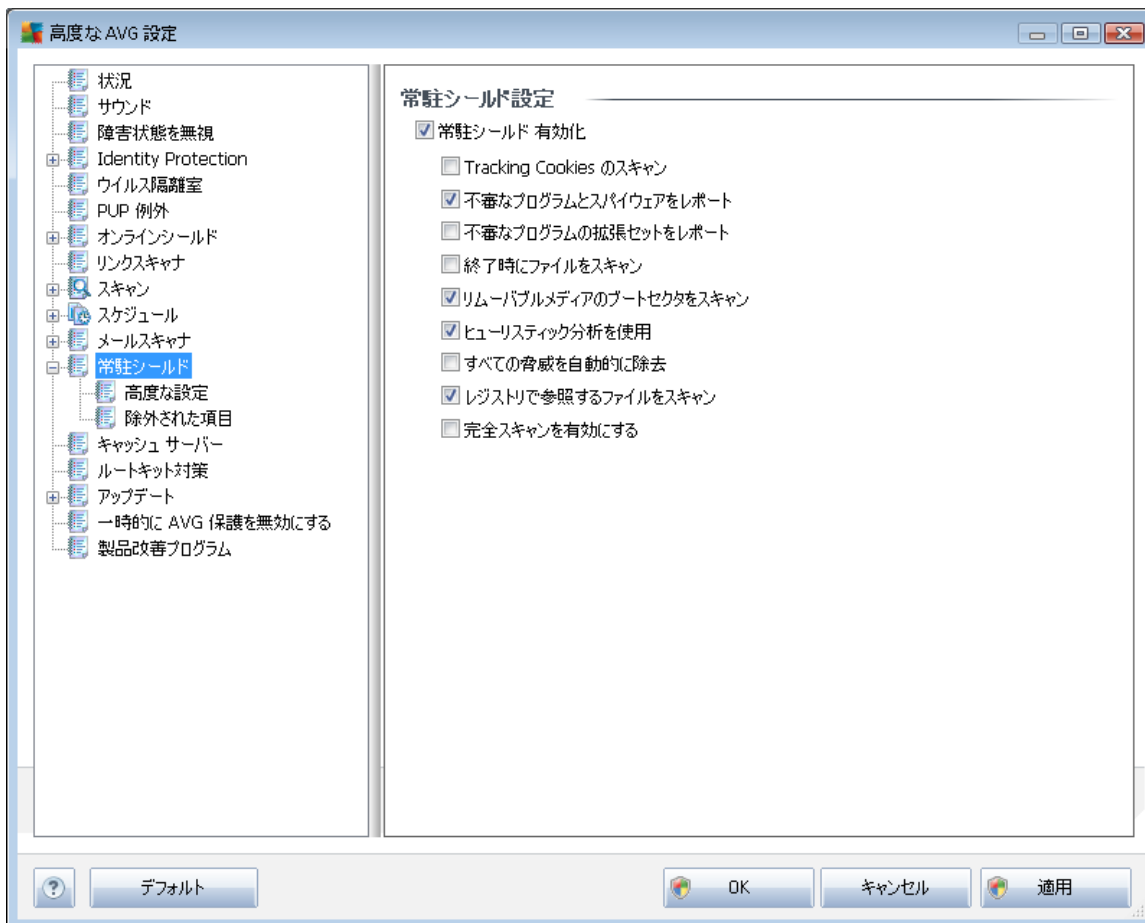 高度な AVG 設定
状況
サウンド
障害状態を無視
Identity Protection
ウイルス隔離室
PUP 例外
オンラインシールド
リンクスキャナ
スキャン
スケジュール
メールスキャナ
常駐シールド
高度な設定
除外された項目
キャッシュ サーバー
ルートキット対策
アップデート
一時的に AVG 保護を無効にする
製品改善プログラム
常駐シールド設定
常駐シールド 有効化
Tracking Cookies のスキャン
不審なプログラムとスパイウェアをレポート
不審なプログラムの拡張セットをレポート
終了時にファイルをスキャン
リムーバブルメディアのブートセクタをスキャン
ヒューリスティック分析を使用
すべての脅威を自動的に除去
レジストリで参照するファイルをスキャン
完全スキャンを有効にする
?
デフォルト
OK
キャンセル
適用